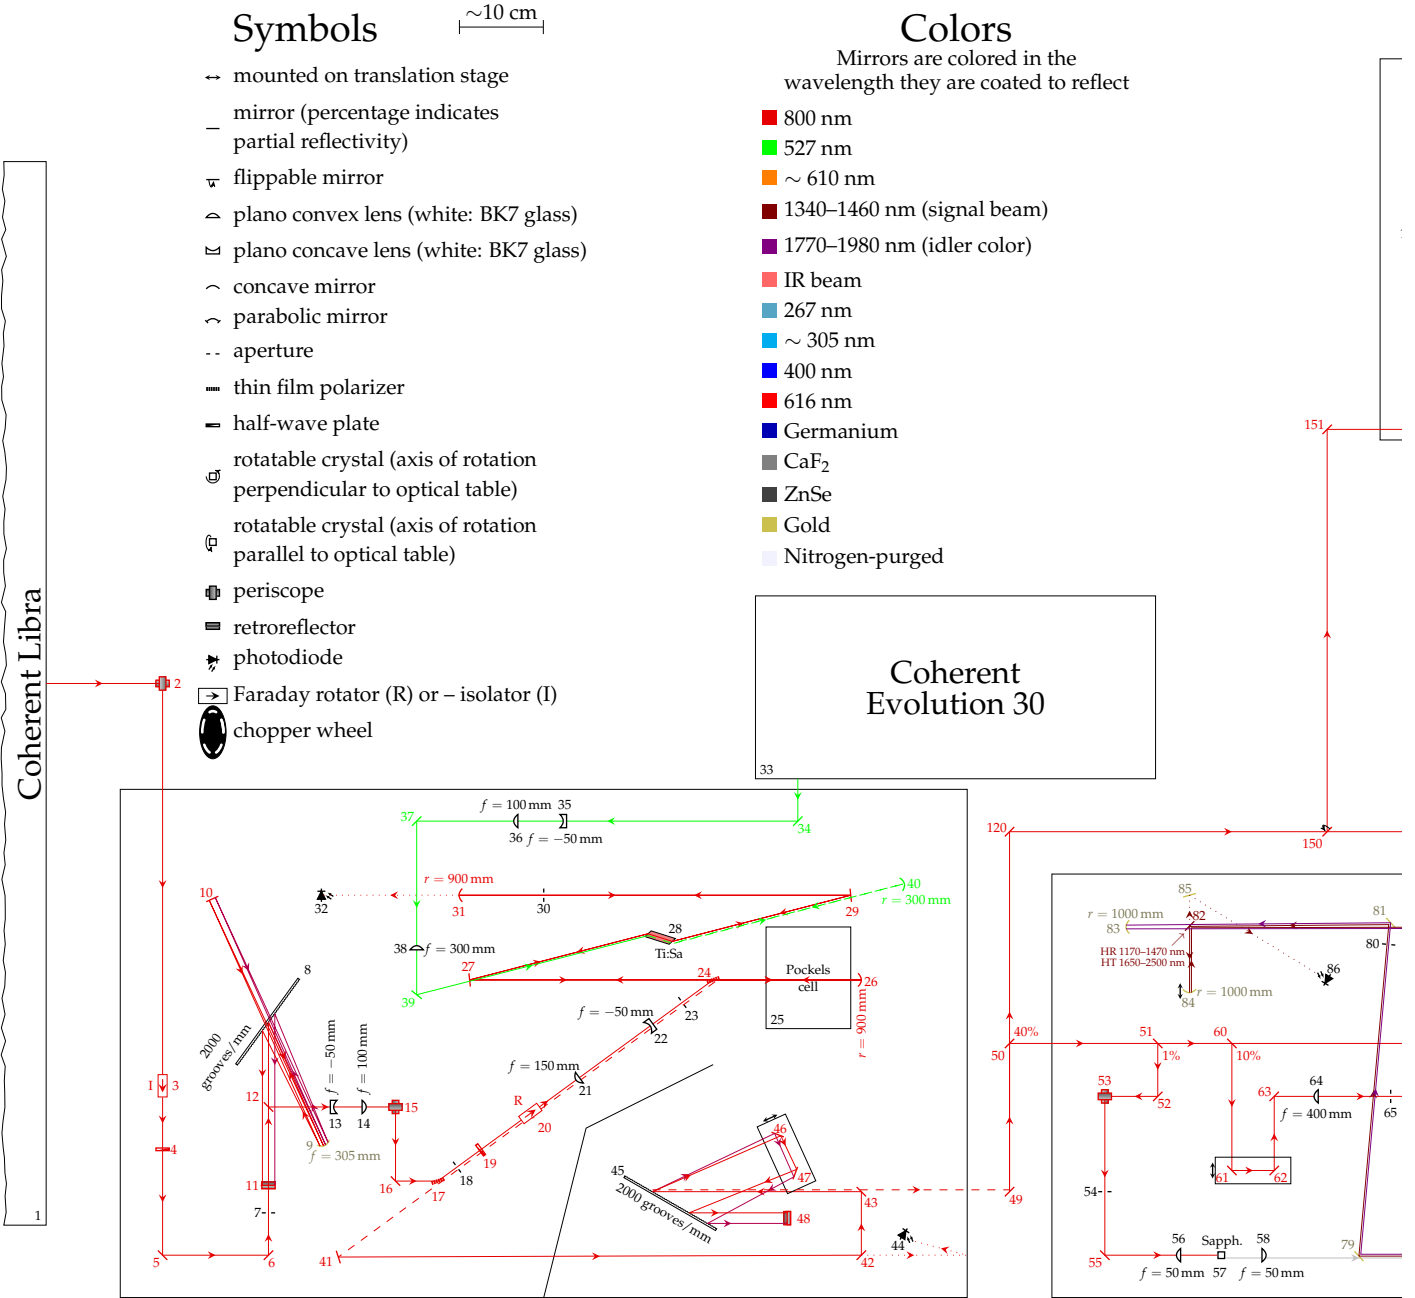 Symbols
∼10 cm
mounted on translation stage
mirror (percentage indicates
partial reflectivity)
flippable mirror
plano convex lens (white: BK7 glass)
plano concave lens (white: BK7 glass)
concave mirror
parabolic mirror
aperture
thin film polarizer
half-wave plate
rotatable crystal (axis of rotation
perpendicular to optical table)
rotatable crystal (axis of rotation
parallel to optical table)
periscope
retroreflector
photodiode
Faraday rotator (R) or – isolator (I)
chopper wheel
Colors
Mirrors are colored in the
wavelength they are coated to reflect
800 nm
527 nm
∼ 610 nm
1340–1460 nm (signal beam)
1770–1980 nm (idler color)
IR beam
267 nm
∼ 305 nm
400 nm
616 nm
Germanium
CaF₂
ZnSe
Gold
Nitrogen-purged
Coherent Libra
1
2
I
3
4
5
6
7
8
2000
grooves/mm
9
f = 305 mm
10
11
12
f = −50 mm
13
f = 100 mm
14
15
16
17
18
19
R
20
f = 150 mm
21
f = −50 mm
22
23
24
Pockels
cell
25
26
r = 900 mm
27
28
Ti:Sa
29
30
r = 900 mm
31
32
Coherent
Evolution 30
33
34
f = 100 mm
35
36
f = −50 mm
37
38
f = 300 mm
39
40
r = 300 mm
41
42
43
44
45
2000 grooves/mm
46
47
48
49
40%
50
51
1%
52
53
54
55
56
f = 50 mm
Sapph.
57
58
f = 50 mm
60
10%
61
62
63
64
f = 400 mm
65
79
80
81
82
r = 1000 mm
83
HR 1170–1470 nm
HT 1650–2500 nm
84
r = 1000 mm
85
86
120
150
151